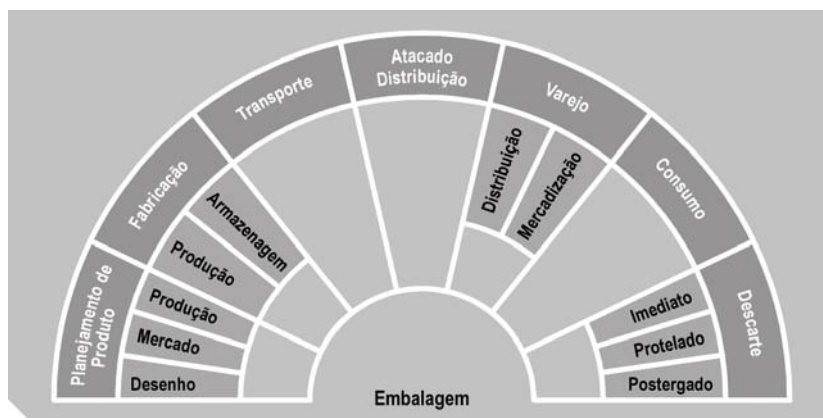 Planejamento de
Produto
Fabricação
Transporte
Atacado
Distribuição
Varejo
Consumo
Descarte
Desenho
Mercado
Produção
Produção
Armazenagem
Distribuição
Mercadização
Imediato
Protelado
Postergado
Embalagem